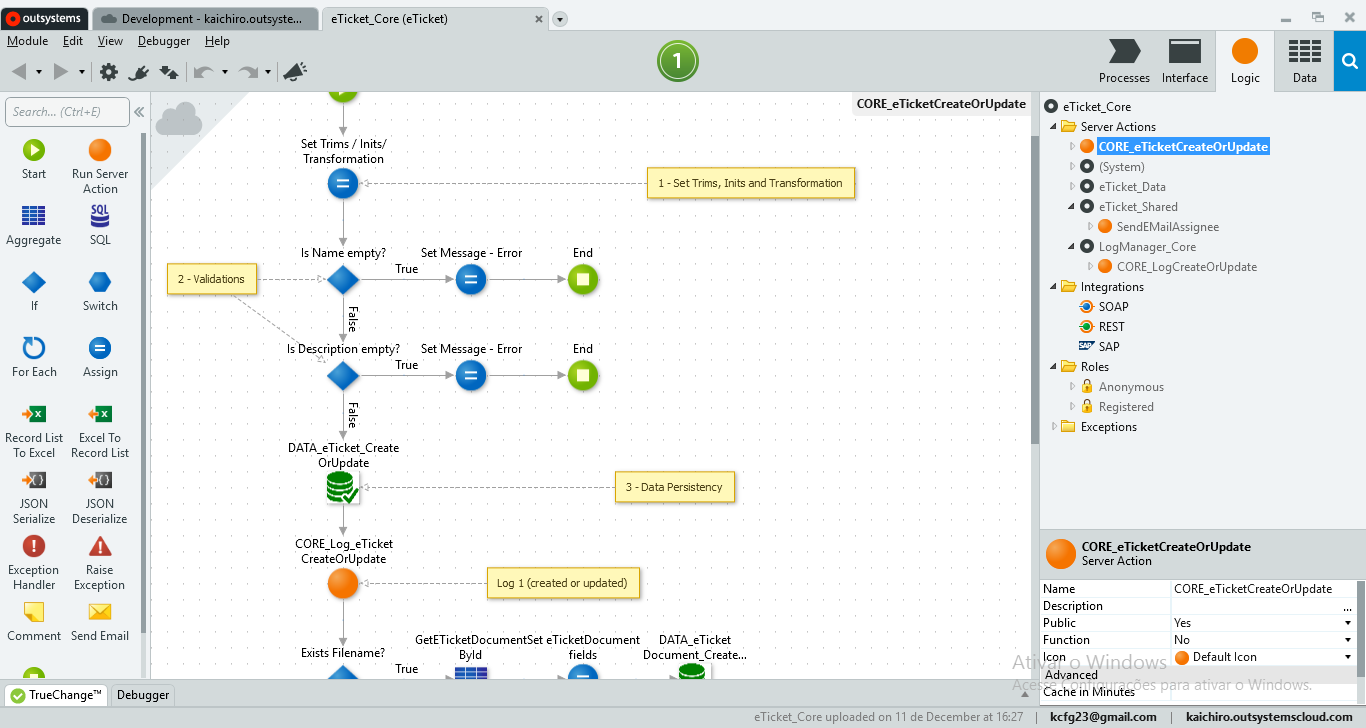 outsystems
Development - kaichiro.outsyste...
eTicket_Core (eTicket)
Module Edit View Debugger Help
1
Processes Interface Logic Data
Search... (Ctrl+E)
Start
Run Server
Action
Aggregate
SQL
SQL
If
Switch
For Each
Assign
Record List
To Excel
Excel To
Record List
JSON
Serialize
JSON
Deserialize
Exception
Handler
Raise
Exception
Comment
Send Email
CORE_eTicketCreateOrUpdate
Set Trims / Inits/
Transformation
1 - Set Trims, Inits and Transformation
Is Name empty?
True
Set Message - Error
End
2 - Validations
False
Is Description empty?
True
Set Message - Error
End
False
DATA_eTicket_Create
OrUpdate
3 - Data Persistency
CORE_Log_eTicket
CreateOrUpdate
Log 1 (created or updated)
Exists Filename?
True
GetETicketDocument
ById
Set eTicketDocument
fields
DATA_eTicket
Document_Create...
eTicket_Core
Server Actions
CORE_eTicketCreateOrUpdate
(System)
eTicket_Data
eTicket_Shared
SendEMailAssignee
LogManager_Core
CORE_LogCreateOrUpdate
Integrations
SOAP
REST
SAP SAP
Roles
Anonymous
Registered
Exceptions
CORE_eTicketCreateOrUpdate
Server Action
Name CORE_eTicketCreateOrUpdate
Description ...
Public Yes
Function No
Icon Default Icon
Advanced
Cache in Minutes
Ativar o Windows
Acesse Configurações para ativar o Windows.
TrueChange™ Debugger
eTicket_Core uploaded on 11 de December at 16:27 | kcfg23@gmail.com | kaichiro.outsystemscloud.com